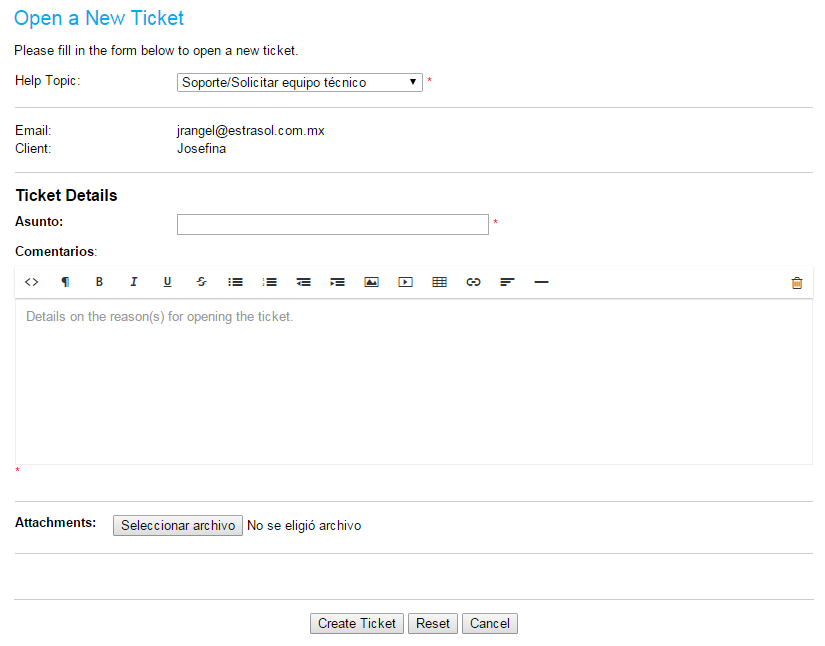 Open a New Ticket
Please fill in the form below to open a new ticket.
Help Topic: Soporte/Solicitar equipo técnico ▼ *
Email: jrangel@estrasol.com.mx
Client: Josefina
Ticket Details
Asunto: *
Comentarios:
<> ¶ B I U S
Details on the reason(s) for opening the ticket.
*
Attachments: Seleccionar archivo No se eligió archivo
Create Ticket Reset Cancel